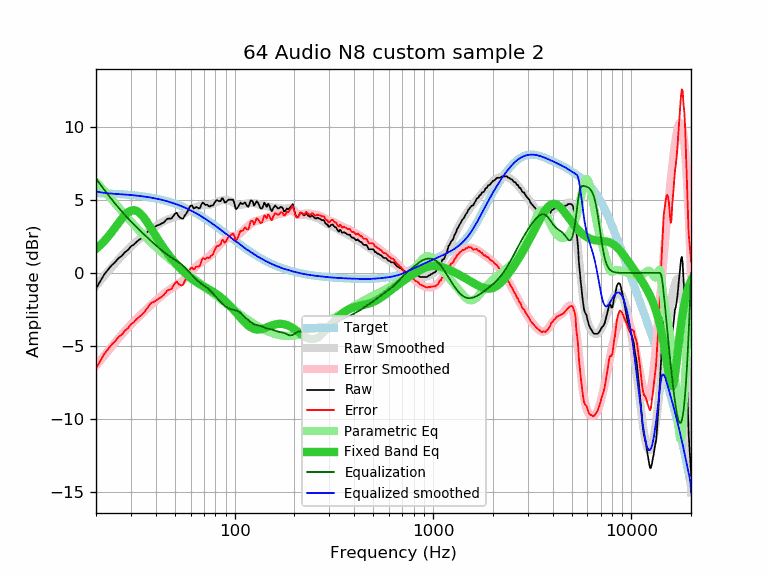 64 Audio N8 custom sample 2
Amplitude (dBr)
10
5
0
−5
−10
−15
Target
Raw Smoothed
Error Smoothed
Raw
Error
Parametric Eq
Fixed Band Eq
Equalization
Equalized smoothed
100
1000
10000
Frequency (Hz)